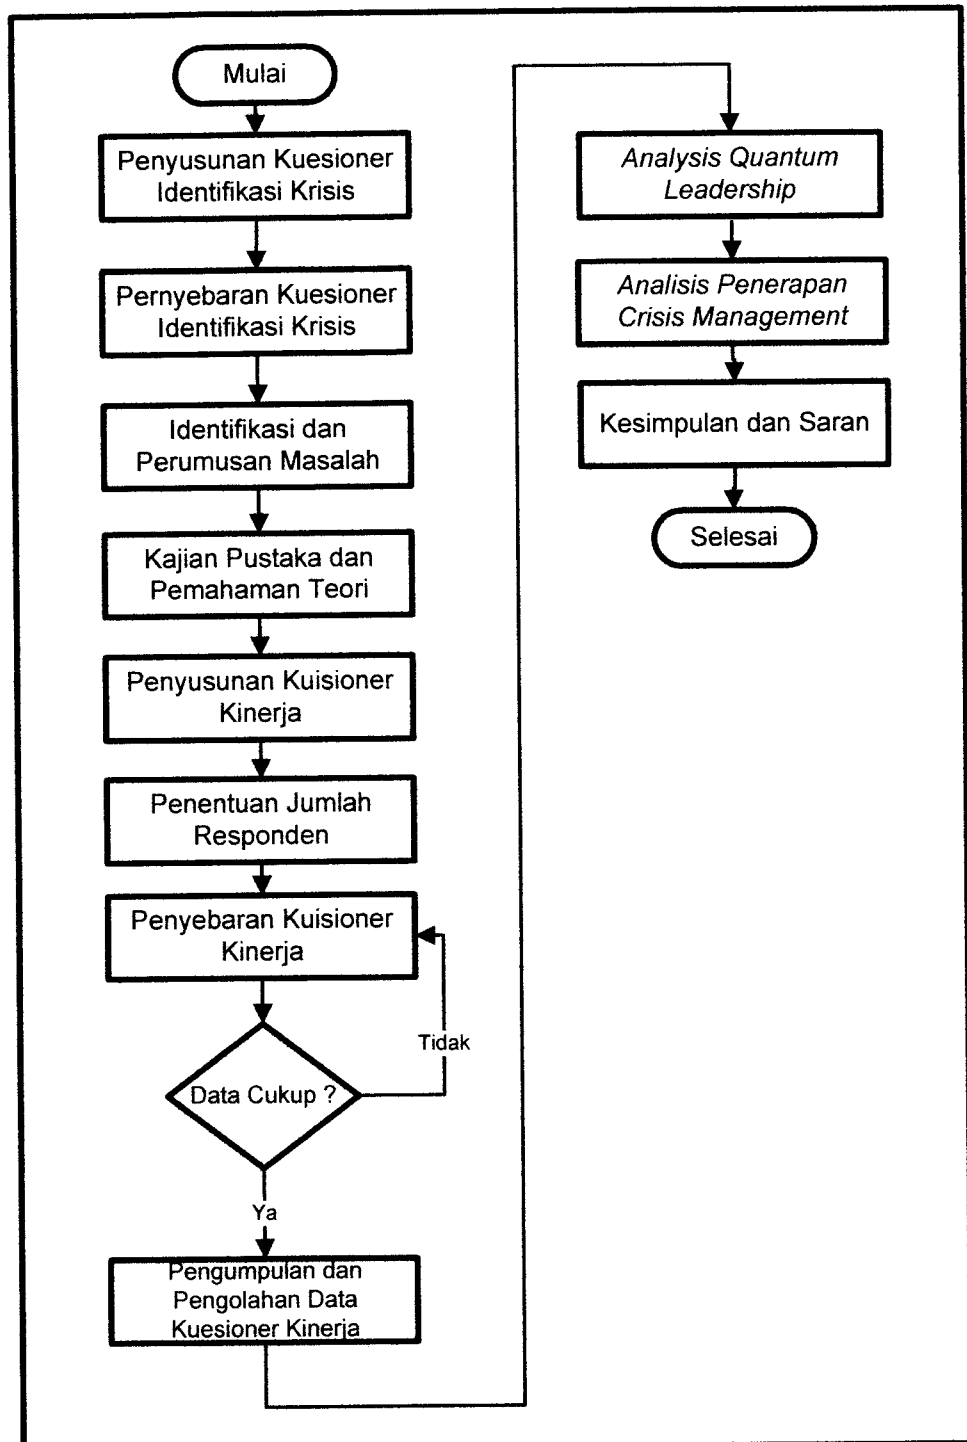 Mulai
Penyusunan Kuesioner
Identifikasi Krisis
Pernyebaran Kuesioner
Identifikasi Krisis
Identifikasi dan
Perumusan Masalah
Kajian Pustaka dan
Pemahaman Teori
Penyusunan Kuisioner
Kinerja
Penentuan Jumlah
Responden
Penyebaran Kuisioner
Kinerja
Tidak
Data Cukup ?
Ya
Pengumpulan dan
Pengolahan Data
Kuesioner Kinerja
Analysis Quantum
Leadership
Analisis Penerapan
Crisis Management
Kesimpulan dan Saran
Selesai